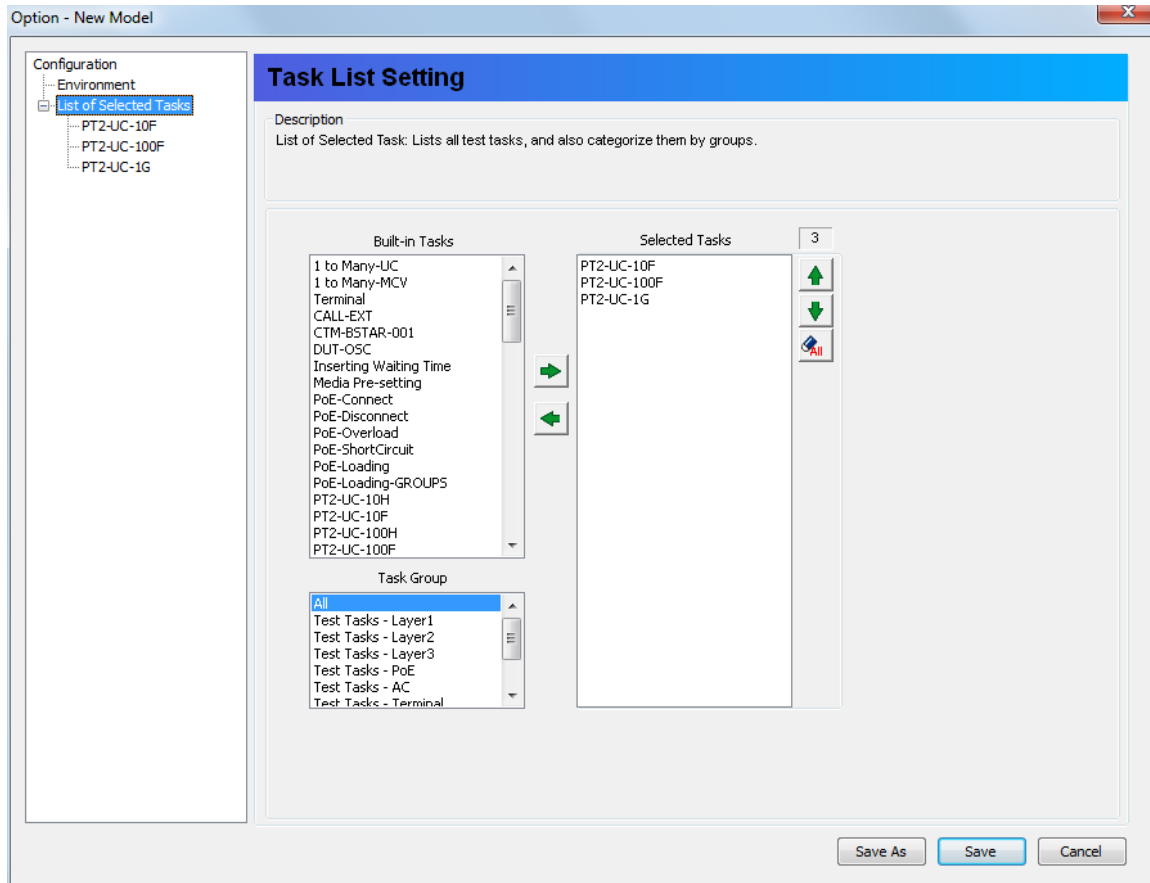 Option - New Model
X
Configuration
Environment
List of Selected Tasks
PT2-UC-10F
PT2-UC-100F
PT2-UC-1G
Task List Setting
Description
List of Selected Task: Lists all test tasks, and also categorize them by groups.
Built-in Tasks
1 to Many-UC
1 to Many-MCV
Terminal
CALL-EXT
CTM-BSTAR-001
DUT-OSC
Inserting Waiting Time
Media Pre-setting
PoE-Connect
PoE-Disconnect
PoE-Overload
PoE-ShortCircuit
PoE-Loading
PoE-Loading-GROUPS
PT2-UC-10H
PT2-UC-10F
PT2-UC-100H
PT2-UC-100F
Task Group
All
Test Tasks - Layer1
Test Tasks - Layer2
Test Tasks - Layer3
Test Tasks - PoE
Test Tasks - AC
Test Tasks - Terminal
Selected Tasks
3
PT2-UC-10F
PT2-UC-100F
PT2-UC-1G
All
Save As
Save
Cancel